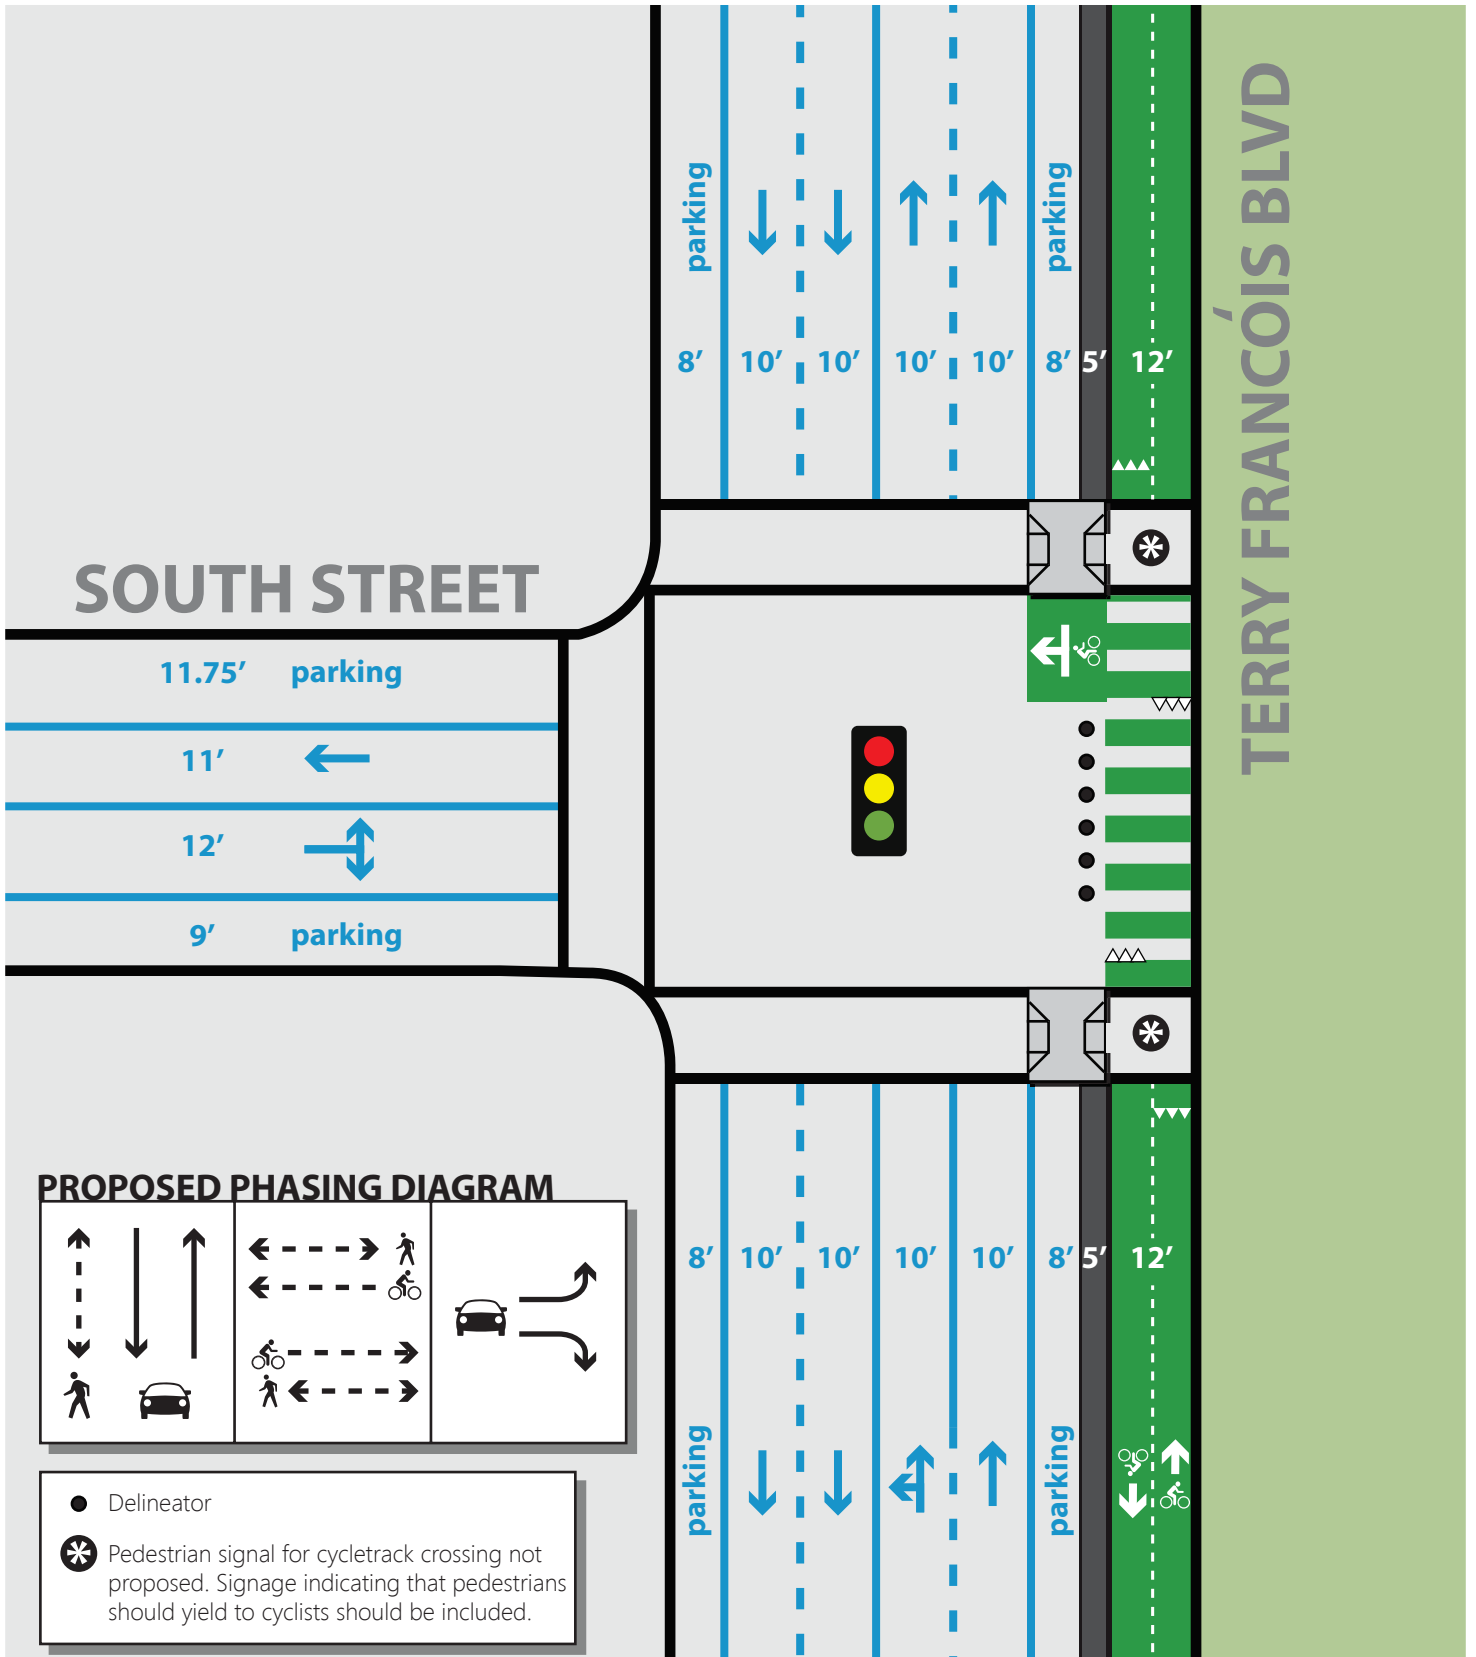 parking
parking
8’ 10’ 10’ 10’ 10’ 8’ 5’ 12’
TERRY FRANCÓIS BLVD
SOUTH STREET
11.75’ parking
11’
12’
9’ parking
PROPOSED PHASING DIAGRAM
8’ 10’ 10’ 10’ 10’ 8’ 5’ 12’
parking
parking
Delineator
Pedestrian signal for cycletrack crossing not
proposed. Signage indicating that pedestrians
should yield to cyclists should be included.